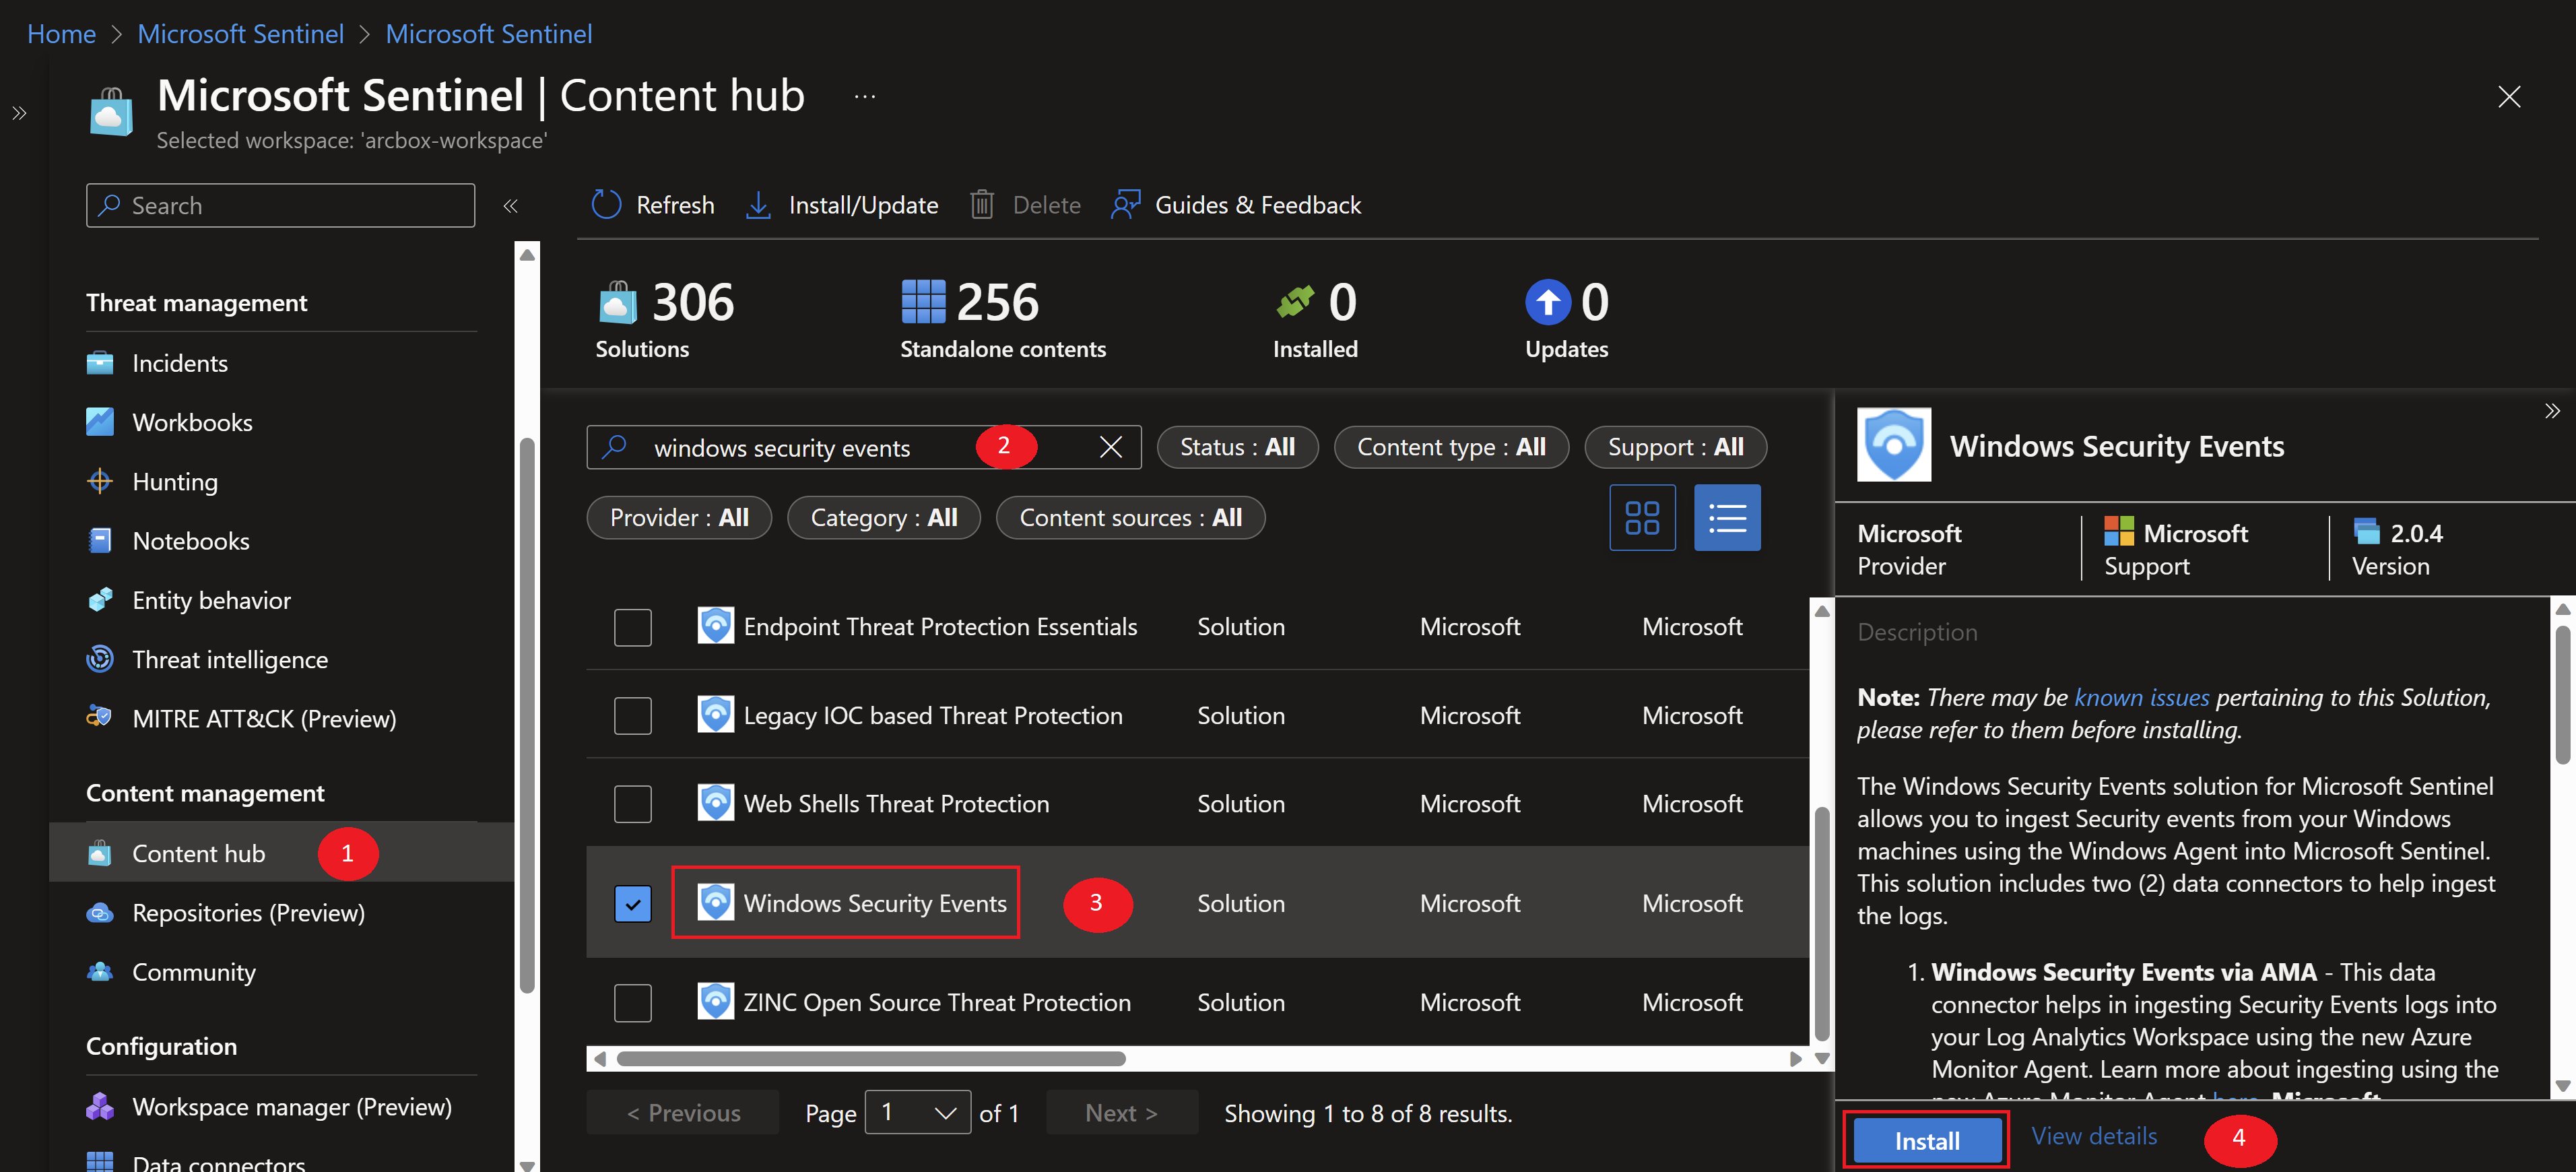 Home > Microsoft Sentinel > Microsoft Sentinel
Microsoft Sentinel | Content hub ...
Selected workspace: 'arcbox-workspace'
Search
Threat management
Incidents
Workbooks
Hunting
Notebooks
Entity behavior
Threat intelligence
MITRE ATT&CK (Preview)
Content management
Content hub 1
Repositories (Preview)
Community
Configuration
Workspace manager (Preview)
Data connectors
Refresh Install/Update Delete Guides & Feedback
306 256 0 0
Solutions Standalone contents Installed Updates
windows security events 2 Status : All Content type : All Support : All
Provider : All Category : All Content sources : All
Endpoint Threat Protection Essentials Solution Microsoft Microsoft
Legacy IOC based Threat Protection Solution Microsoft Microsoft
Web Shells Threat Protection Solution Microsoft Microsoft
Windows Security Events 3 Solution Microsoft Microsoft
ZINC Open Source Threat Protection Solution Microsoft Microsoft
< Previous Page 1 of 1 Next > Showing 1 to 8 of 8 results.
Windows Security Events
Microsoft Microsoft 2.0.4
Provider Support Version
Description
Note: There may be known issues pertaining to this Solution,
please refer to them before installing.
The Windows Security Events solution for Microsoft Sentinel
allows you to ingest Security events from your Windows
machines using the Windows Agent into Microsoft Sentinel.
This solution includes two (2) data connectors to help ingest
the logs.
1. Windows Security Events via AMA - This data
connector helps in ingesting Security Events logs into
your Log Analytics Workspace using the new Azure
Monitor Agent. Learn more about ingesting using the
new Azure Monitor Agent here. Microsoft
Install View details 4